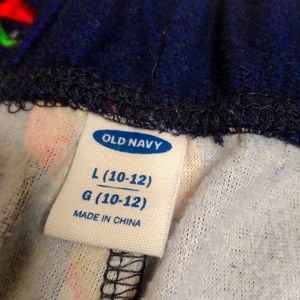 OLD NAVY
L (10-12)
G (10-12)
MADE IN CHINA